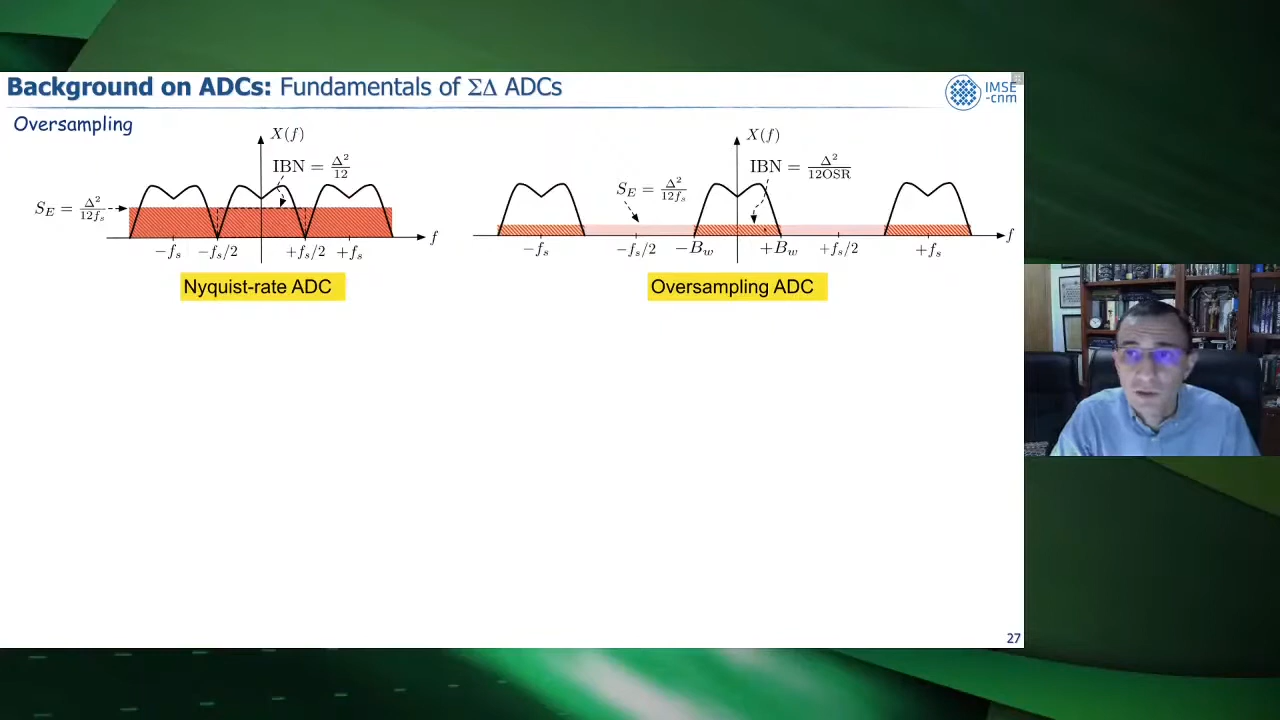 Background on ADCs: Fundamentals of ΣΔ ADCs
IMSE
-cnm
Oversampling
X(f)
IBN = Δ²/12
S_E = Δ²/12f_s
f
−f_s −f_s/2 +f_s/2 +f_s
Nyquist-rate ADC
X(f)
IBN = Δ²/12OSR
S_E = Δ²/12f_s
f
−f_s −f_s/2 −B_w +B_w +f_s/2 +f_s
Oversampling ADC
27